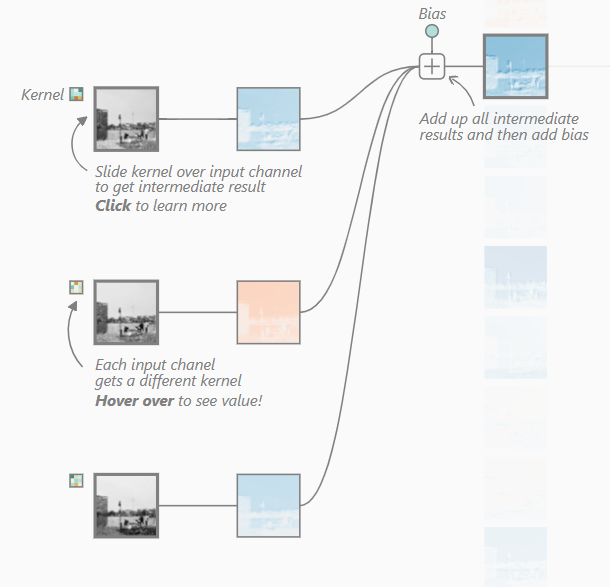 Bias
Kernel
Add up all intermediate
results and then add bias
Slide kernel over input channel
to get intermediate result
Click to learn more
Each input chanel
gets a different kernel
Hover over to see value!